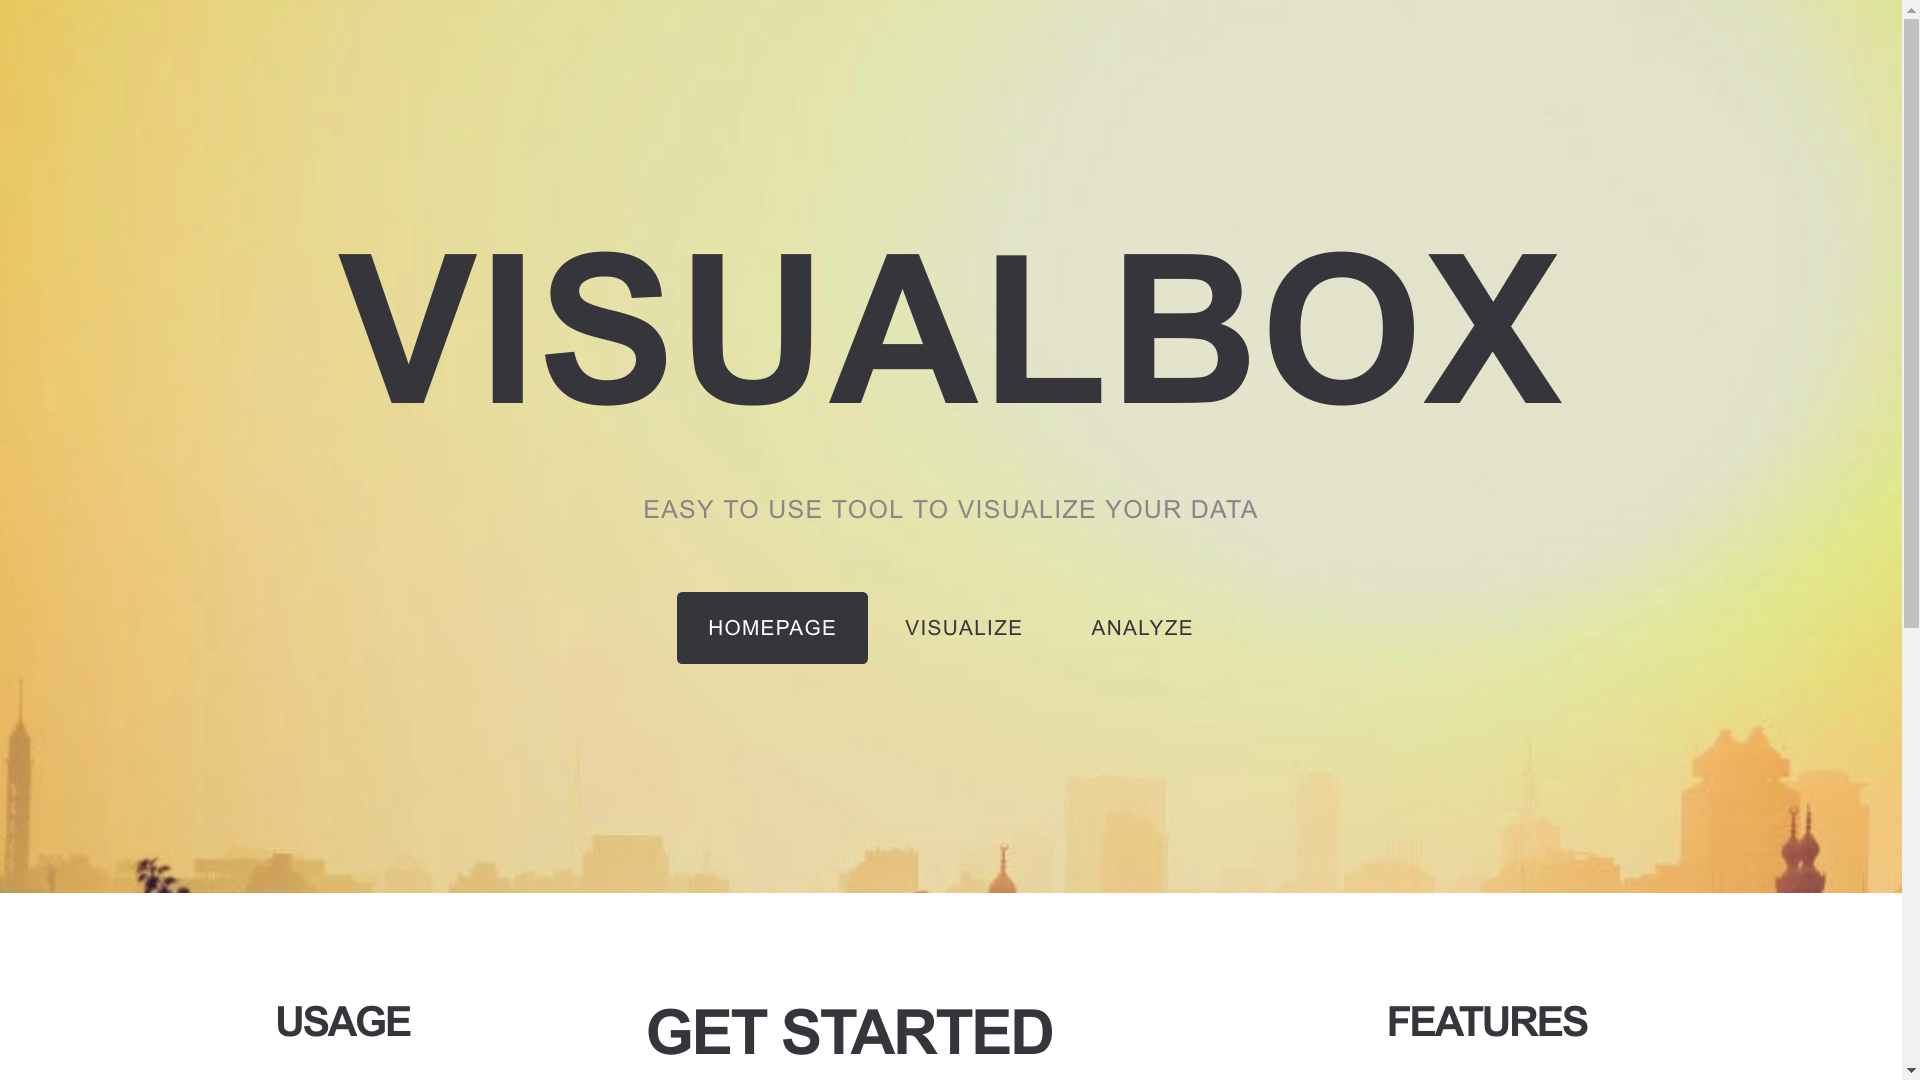 VISUALBOX
EASY TO USE TOOL TO VISUALIZE YOUR DATA
HOMEPAGE
VISUALIZE
ANALYZE
USAGE
GET STARTED
FEATURES